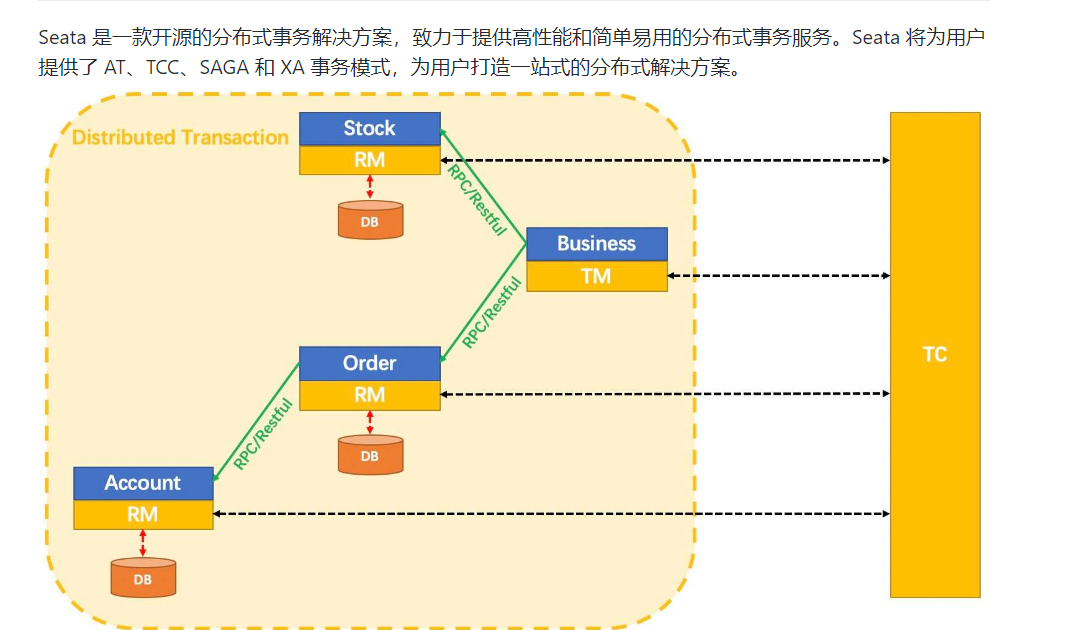 Seata 是一款开源的分布式事务解决方案，致力于提供高性能和简单易用的分布式事务服务。Seata 将为用户
提供了 AT、TCC、SAGA 和 XA 事务模式，为用户打造一站式的分布式解决方案。
Distributed Transaction
Stock
RM
DB
RPC/Restful
Business
TM
RPC/Restful
Order
RM
DB
TC
RPC/Restful
Account
RM
DB